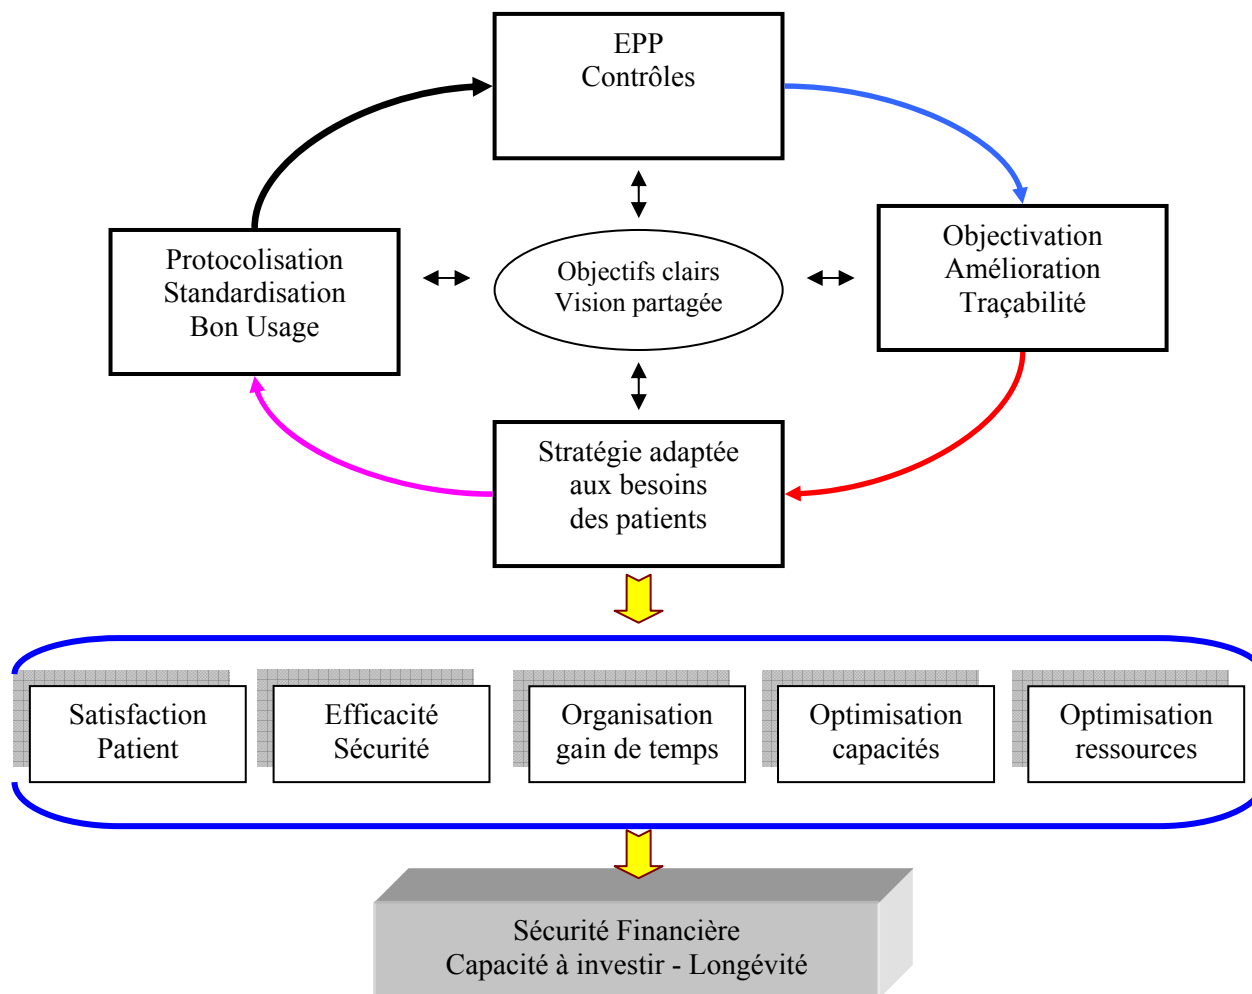 EPP
Contrôles
Protocolisation
Standardisation
Bon Usage
Objectifs clairs
Vision partagée
Objectivation
Amélioration
Traçabilité
Stratégie adaptée
aux besoins
des patients
Satisfaction
Patient
Efficacité
Sécurité
Organisation
gain de temps
Optimisation
capacités
Optimisation
ressources
Sécurité Financière
Capacité à investir - Longévité